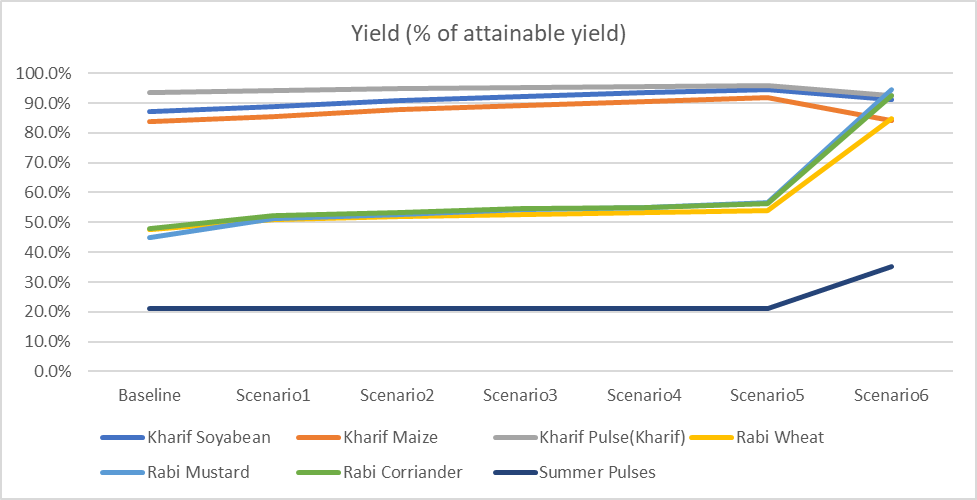 Yield (% of attainable yield)
100.0%
90.0%
80.0%
70.0%
60.0%
50.0%
40.0%
30.0%
20.0%
10.0%
0.0%
Baseline Scenario1 Scenario2 Scenario3 Scenario4 Scenario5 Scenario6
Kharif Soyabean Kharif Maize Kharif Pulse(Kharif) Rabi Wheat
Rabi Mustard Rabi Corriander Summer Pulses